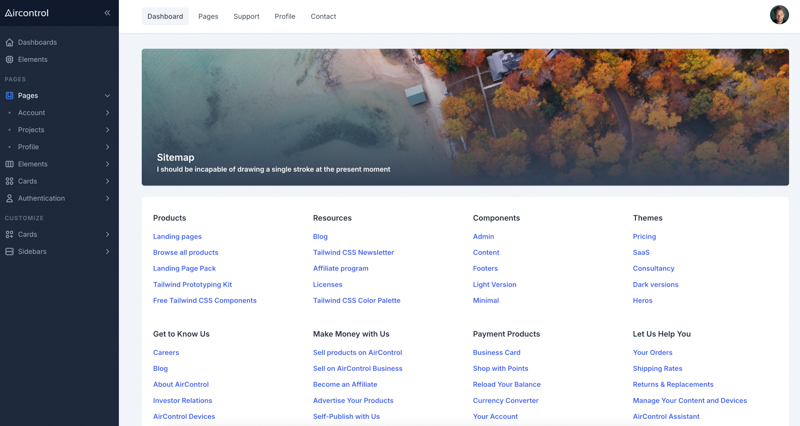 Aircontrol
Dashboards
Elements
PAGES
Pages
Account
Projects
Profile
Elements
Cards
Authentication
CUSTOMIZE
Cards
Sidebars
Dashboard
Pages
Support
Profile
Contact
Sitemap
I should be incapable of drawing a single stroke at the present moment
Products
Landing pages
Browse all products
Landing Page Pack
Tailwind Prototyping Kit
Free Tailwind CSS Components
Resources
Blog
Tailwind CSS Newsletter
Affiliate program
Licenses
Tailwind CSS Color Palette
Components
Admin
Content
Footers
Light Version
Minimal
Themes
Pricing
SaaS
Consultancy
Dark versions
Heros
Get to Know Us
Careers
Blog
About AirControl
Investor Relations
AirControl Devices
Make Money with Us
Sell products on AirControl
Sell on AirControl Business
Become an Affiliate
Advertise Your Products
Self-Publish with Us
Payment Products
Business Card
Shop with Points
Reload Your Balance
Currency Converter
Your Account
Let Us Help You
Your Orders
Shipping Rates
Returns & Replacements
Manage Your Content and Devices
AirControl Assistant